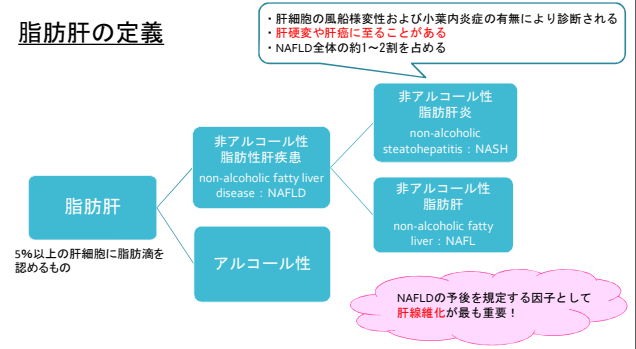 脂肪肝の定義
・肝細胞の風船様変性および小葉内炎症の有無により診断される
・肝硬変や肝癌に至ることがある
・NAFLD全体の約1～2割を占める
非アルコール性
脂肪肝炎
non-alcoholic
steatohepatitis：NASH
非アルコール性
脂肪性肝疾患
non-alcoholic fatty liver
disease：NAFLD
脂肪肝
5%以上の肝細胞に脂肪滴を
認めるもの
非アルコール性
脂肪肝
non-alcoholic fatty
liver：NAFL
アルコール性
NAFLDの予後を規定する因子として
肝線維化が最も重要！